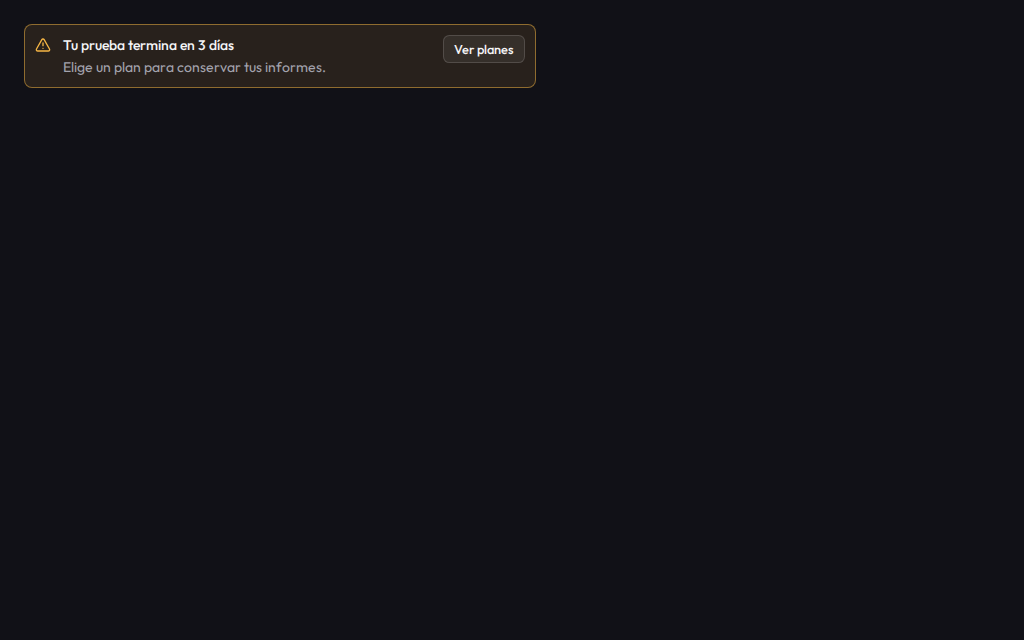 Tu prueba termina en 3 días
Elige un plan para conservar tus informes.
Ver planes